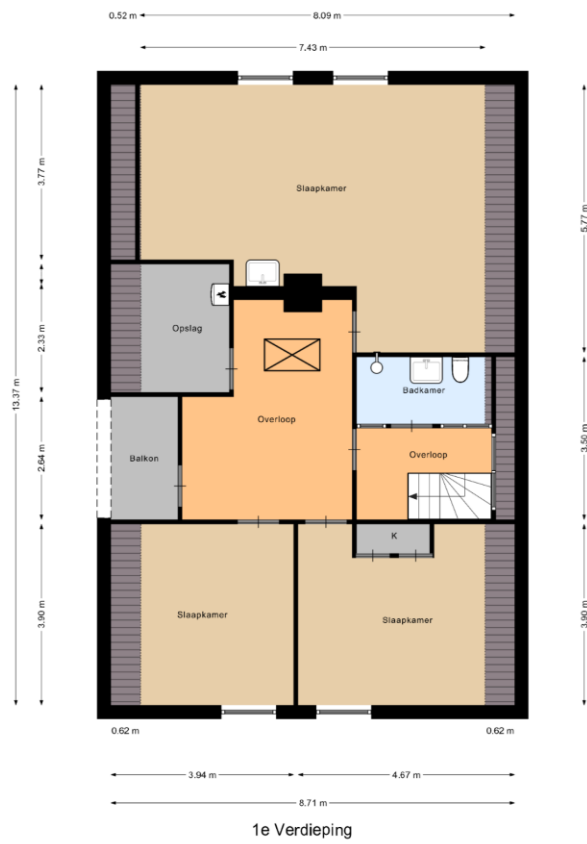 0.52 m
8.09 m
7.43 m
3.77 m
2.33 m
2.64 m
3.90 m
13.37 m
5.77 m
3.50 m
3.90 m
Slaapkamer
Opslag
Badkamer
Overloop
Overloop
Balkon
K
Slaapkamer
Slaapkamer
0.62 m
0.62 m
3.94 m
4.67 m
8.71 m
1e Verdieping